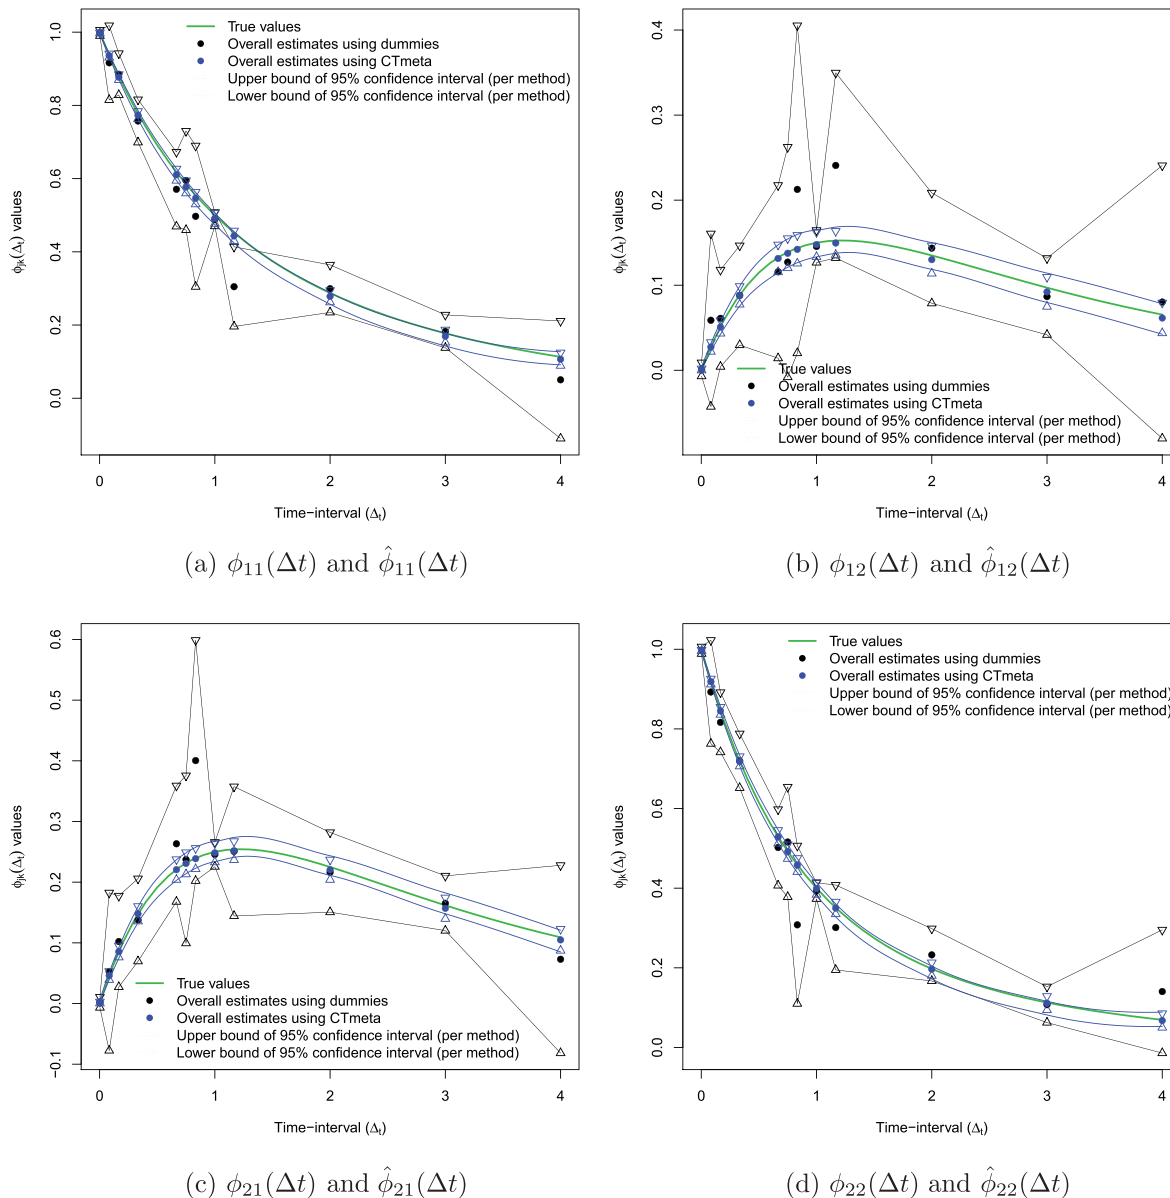 True values
Overall estimates using dummies
Overall estimates using CTmeta
Upper bound of 95% confidence interval (per method)
Lower bound of 95% confidence interval (per method)
1.0
0.8
0.6
0.4
0.2
0.0
ϕjk(Δt) values
0 1 2 3 4
Time−interval (Δt)
(a) ϕ11(Δt) and ϕ̂11(Δt)
0.4
0.3
0.2
0.1
0.0
ϕjk(Δt) values
True values
Overall estimates using dummies
Overall estimates using CTmeta
Upper bound of 95% confidence interval (per method)
Lower bound of 95% confidence interval (per method)
0 1 2 3 4
Time−interval (Δt)
(b) ϕ12(Δt) and ϕ̂12(Δt)
0.6
0.5
0.4
0.3
0.2
0.1
0.0
−0.1
ϕjk(Δt) values
True values
Overall estimates using dummies
Overall estimates using CTmeta
Upper bound of 95% confidence interval (per method)
Lower bound of 95% confidence interval (per method)
0 1 2 3 4
Time−interval (Δt)
(c) ϕ21(Δt) and ϕ̂21(Δt)
True values
Overall estimates using dummies
Overall estimates using CTmeta
Upper bound of 95% confidence interval (per method)
Lower bound of 95% confidence interval (per method)
1.0
0.8
0.6
0.4
0.2
0.0
ϕjk(Δt) values
0 1 2 3 4
Time−interval (Δt)
(d) ϕ22(Δt) and ϕ̂22(Δt)